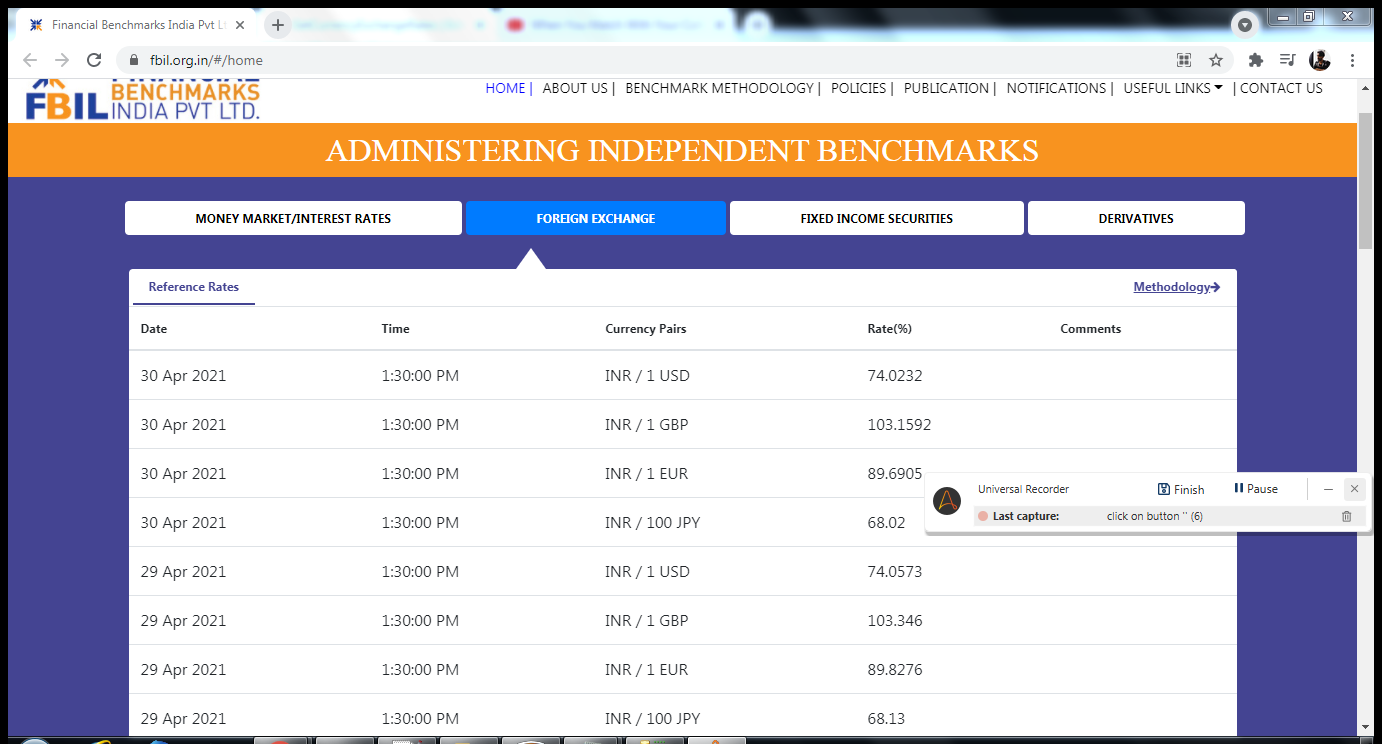 Financial Benchmarks India Pvt Lt
fbil.org.in/#/home
FINANCIAL
FBIL BENCHMARKS
INDIA PVT LTD.
HOME | ABOUT US | BENCHMARK METHODOLOGY | POLICIES | PUBLICATION | NOTIFICATIONS | USEFUL LINKS | CONTACT US
ADMINISTERING INDEPENDENT BENCHMARKS
MONEY MARKET/INTEREST RATES FOREIGN EXCHANGE FIXED INCOME SECURITIES DERIVATIVES
Reference Rates Methodology
Date Time Currency Pairs Rate(%) Comments
30 Apr 2021 1:30:00 PM INR / 1 USD 74.0232
30 Apr 2021 1:30:00 PM INR / 1 GBP 103.1592
30 Apr 2021 1:30:00 PM INR / 1 EUR 89.6905
Universal Recorder Finish Pause
Last capture: click on button '' (6)
30 Apr 2021 1:30:00 PM INR / 100 JPY 68.02
29 Apr 2021 1:30:00 PM INR / 1 USD 74.0573
29 Apr 2021 1:30:00 PM INR / 1 GBP 103.346
29 Apr 2021 1:30:00 PM INR / 1 EUR 89.8276
29 Apr 2021 1:30:00 PM INR / 100 JPY 68.13